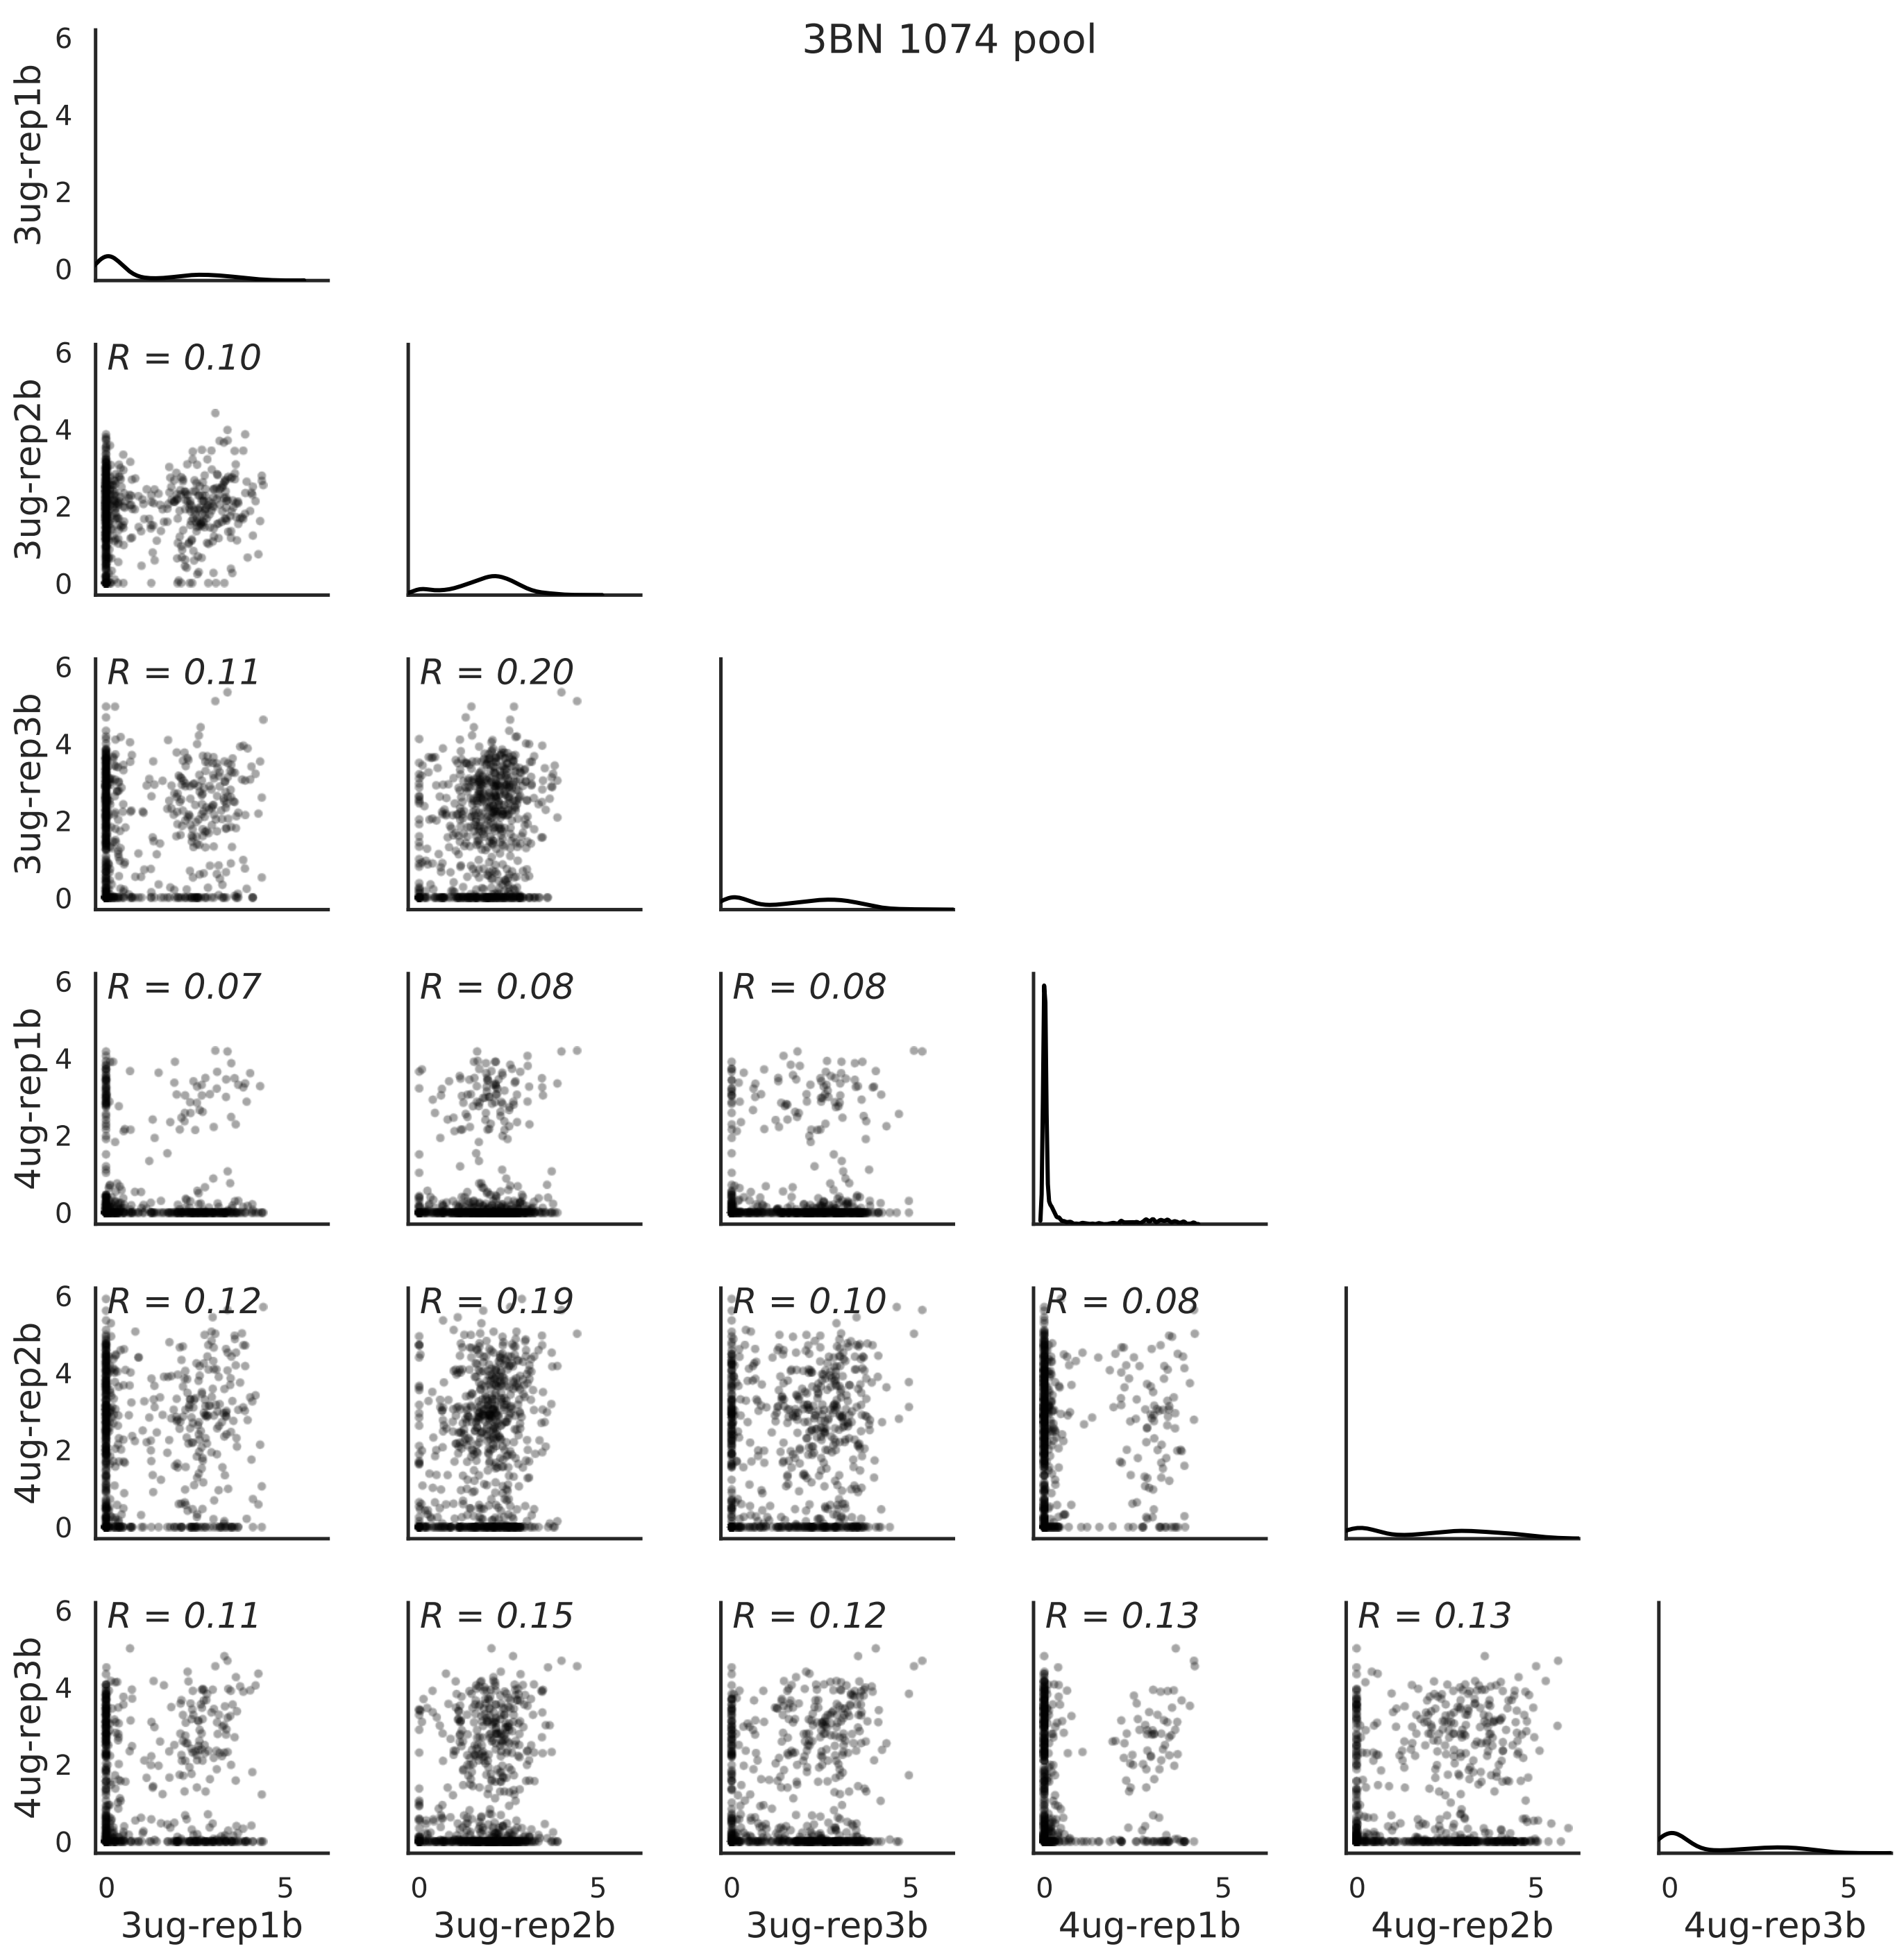 3BN 1074 pool
3ug-rep1b
6
4
2
0
3ug-rep2b
6
4
2
0
R = 0.10
3ug-rep3b
6
4
2
0
R = 0.11
R = 0.20
4ug-rep1b
6
4
2
0
R = 0.07
R = 0.08
R = 0.08
4ug-rep2b
6
4
2
0
R = 0.12
R = 0.19
R = 0.10
R = 0.08
4ug-rep3b
6
4
2
0
R = 0.11
R = 0.15
R = 0.12
R = 0.13
R = 0.13
0 5 0 5 0 5 0 5 0 5 0 5
3ug-rep1b 3ug-rep2b 3ug-rep3b 4ug-rep1b 4ug-rep2b 4ug-rep3b